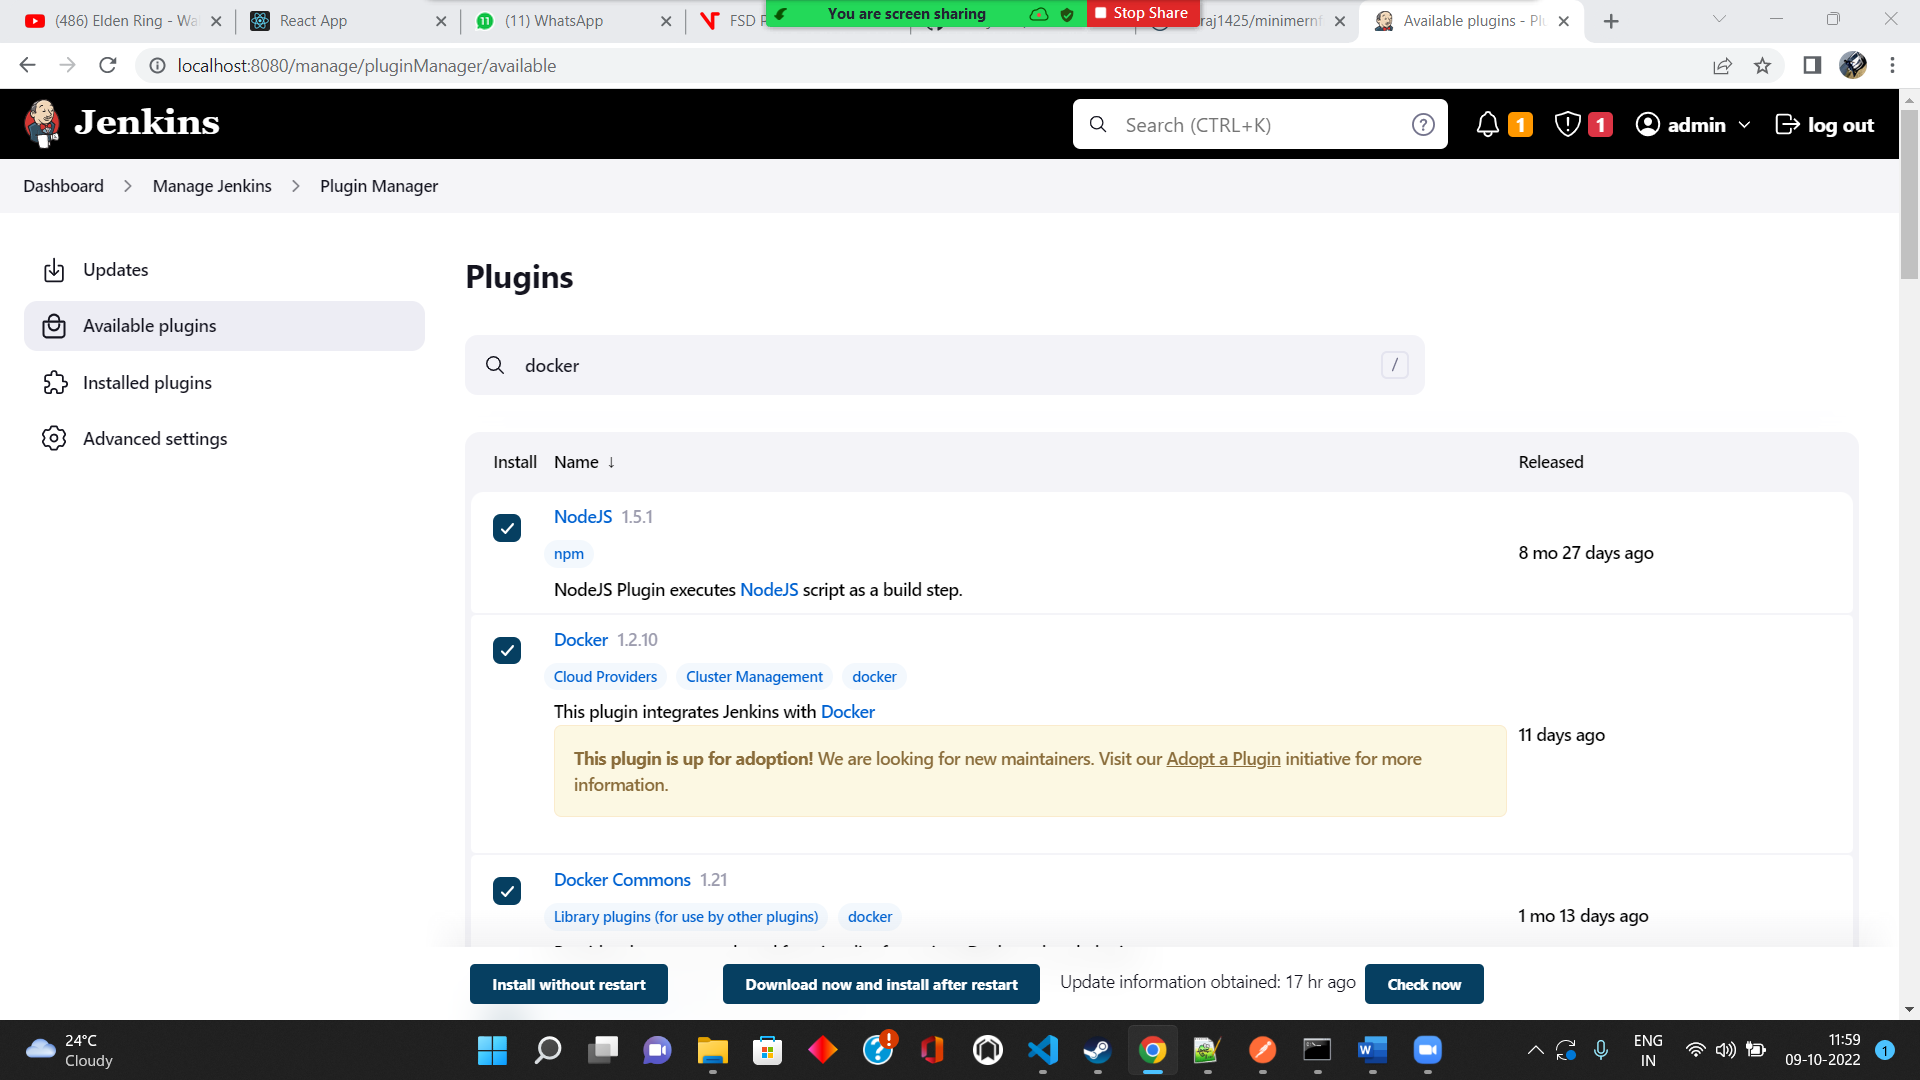 (486) Elden Ring - Wa
React App
(11) WhatsApp
FSD
You are screen sharing
Stop Share
raj1425/minimernf
Available plugins - Plu
localhost:8080/manage/pluginManager/available
Jenkins
Search (CTRL+K)
1
1
admin
log out
Dashboard
Manage Jenkins
Plugin Manager
Updates
Available plugins
Installed plugins
Advanced settings
Plugins
docker
/
Install
Name ↓
Released
NodeJS 1.5.1
npm
NodeJS Plugin executes NodeJS script as a build step.
8 mo 27 days ago
Docker 1.2.10
Cloud Providers
Cluster Management
docker
This plugin integrates Jenkins with Docker
This plugin is up for adoption! We are looking for new maintainers. Visit our Adopt a Plugin initiative for more
information.
11 days ago
Docker Commons 1.21
Library plugins (for use by other plugins)
docker
1 mo 13 days ago
Install without restart
Download now and install after restart
Update information obtained: 17 hr ago
Check now
24°C
Cloudy
ENG
IN
11:59
09-10-2022
1